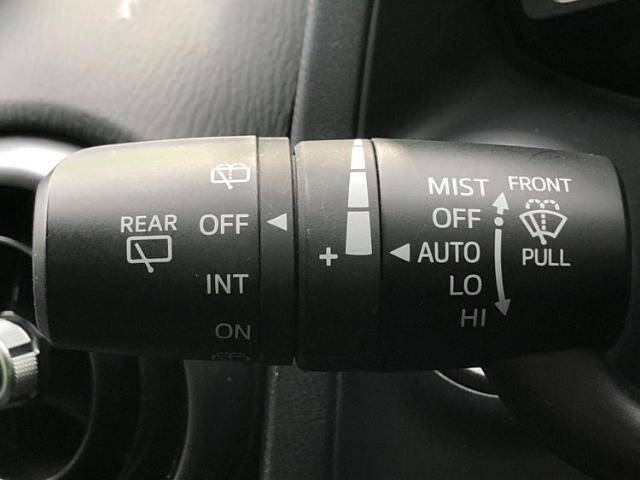 REAR
OFF
INT
ON
+
MIST
OFF
AUTO
LO
HI
FRONT
PULL